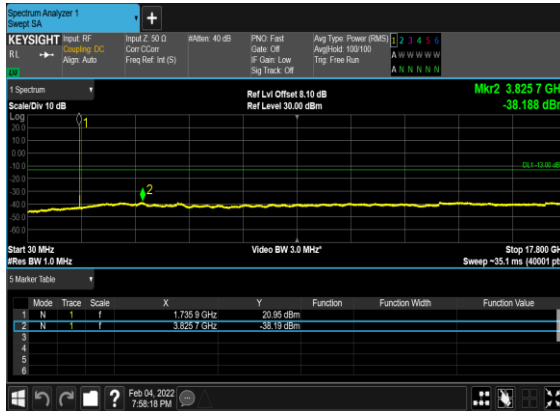 Spectrum Analyzer 1
Swept SA
+
KEYSIGHT Input: RF Input Z: 50 Ω #Atten: 40 dB PNO: Fast Avg Type: Power (RMS) 1 2 3 4 5 6
RL Coupling: DC Corr CCorr Gate: Off Avg|Hold: 100/100 A W W W W W
Align: Auto Freq Ref: Int (S) IF Gain: Low Trig: Free Run
Sig Track: Off A N N N N N
1 Spectrum Ref Lvl Offset 8.10 dB Mkr2 3.825 7 GH
Scale/Div 10 dB Ref Level 30.00 dBm -38.188 dBm
Log
20.0
10.0
0.00
-10.0
DL1 -13.00 dB
-20.0
-30.0
-40.0
-50.0
-60.0
1
2
Start 30 MHz Video BW 3.0 MHz* Stop 17.800 GH
#Res BW 1.0 MHz Sweep ~35.1 ms (40001 pt
5 Marker Table
Mode Trace Scale X Y Function Function Width Function Value
1 N 1 f 1.735 9 GHz 20.95 dBm
2 N 1 f 3.825 7 GHz -38.19 dBm
3
4
5
6
? Feb 04, 2022
7:58:18 PM